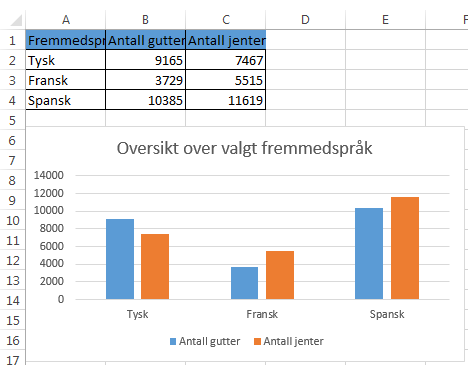 A B C D E F
1 Fremmedspr Antall gutter Antall jenter
2 Tysk 9165 7467
3 Fransk 3729 5515
4 Spansk 10385 11619
5
6
7
8
9
10
11
12
13
14
15
16
17
Oversikt over valgt fremmedspråk
14000
12000
10000
8000
6000
4000
2000
0
Tysk Fransk Spansk
Antall gutter Antall jenter